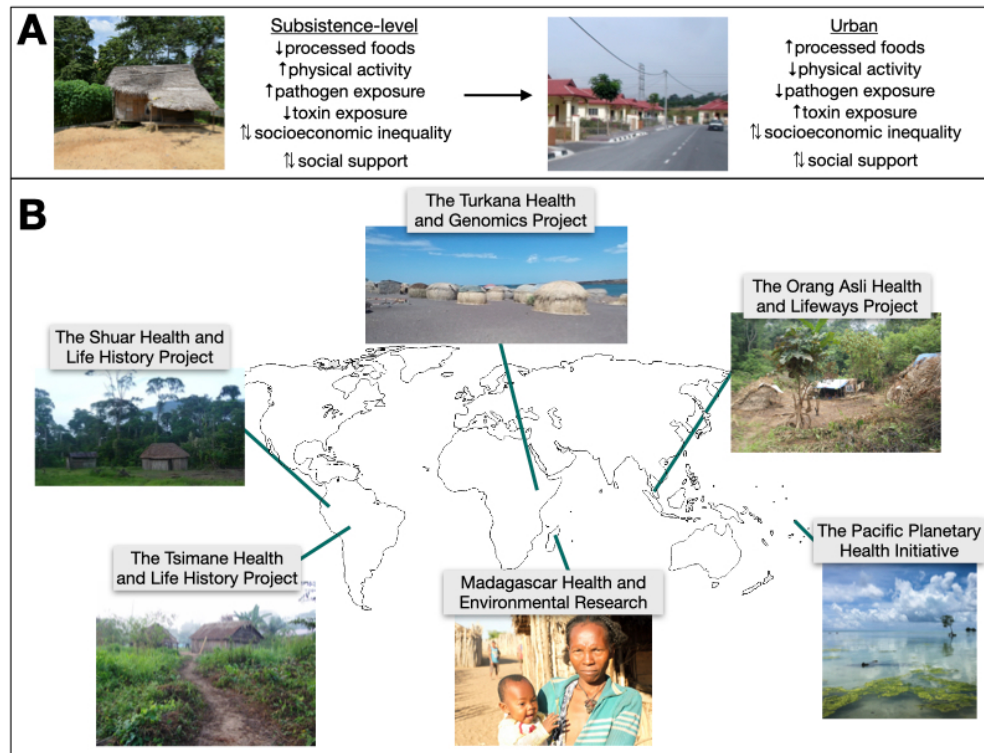 A
Subsistence-level
↓processed foods
↑physical activity
↑pathogen exposure
↓toxin exposure
⇅ socioeconomic inequality
⇅ social support
Urban
↑processed foods
↓physical activity
↓pathogen exposure
↑toxin exposure
⇅ socioeconomic inequality
⇅ social support
B
The Turkana Health
and Genomics Project
The Orang Asli Health
and Lifeways Project
The Shuar Health and
Life History Project
The Pacific Planetary
Health Initiative
The Tsimane Health
and Life History Project
Madagascar Health and
Environmental Research